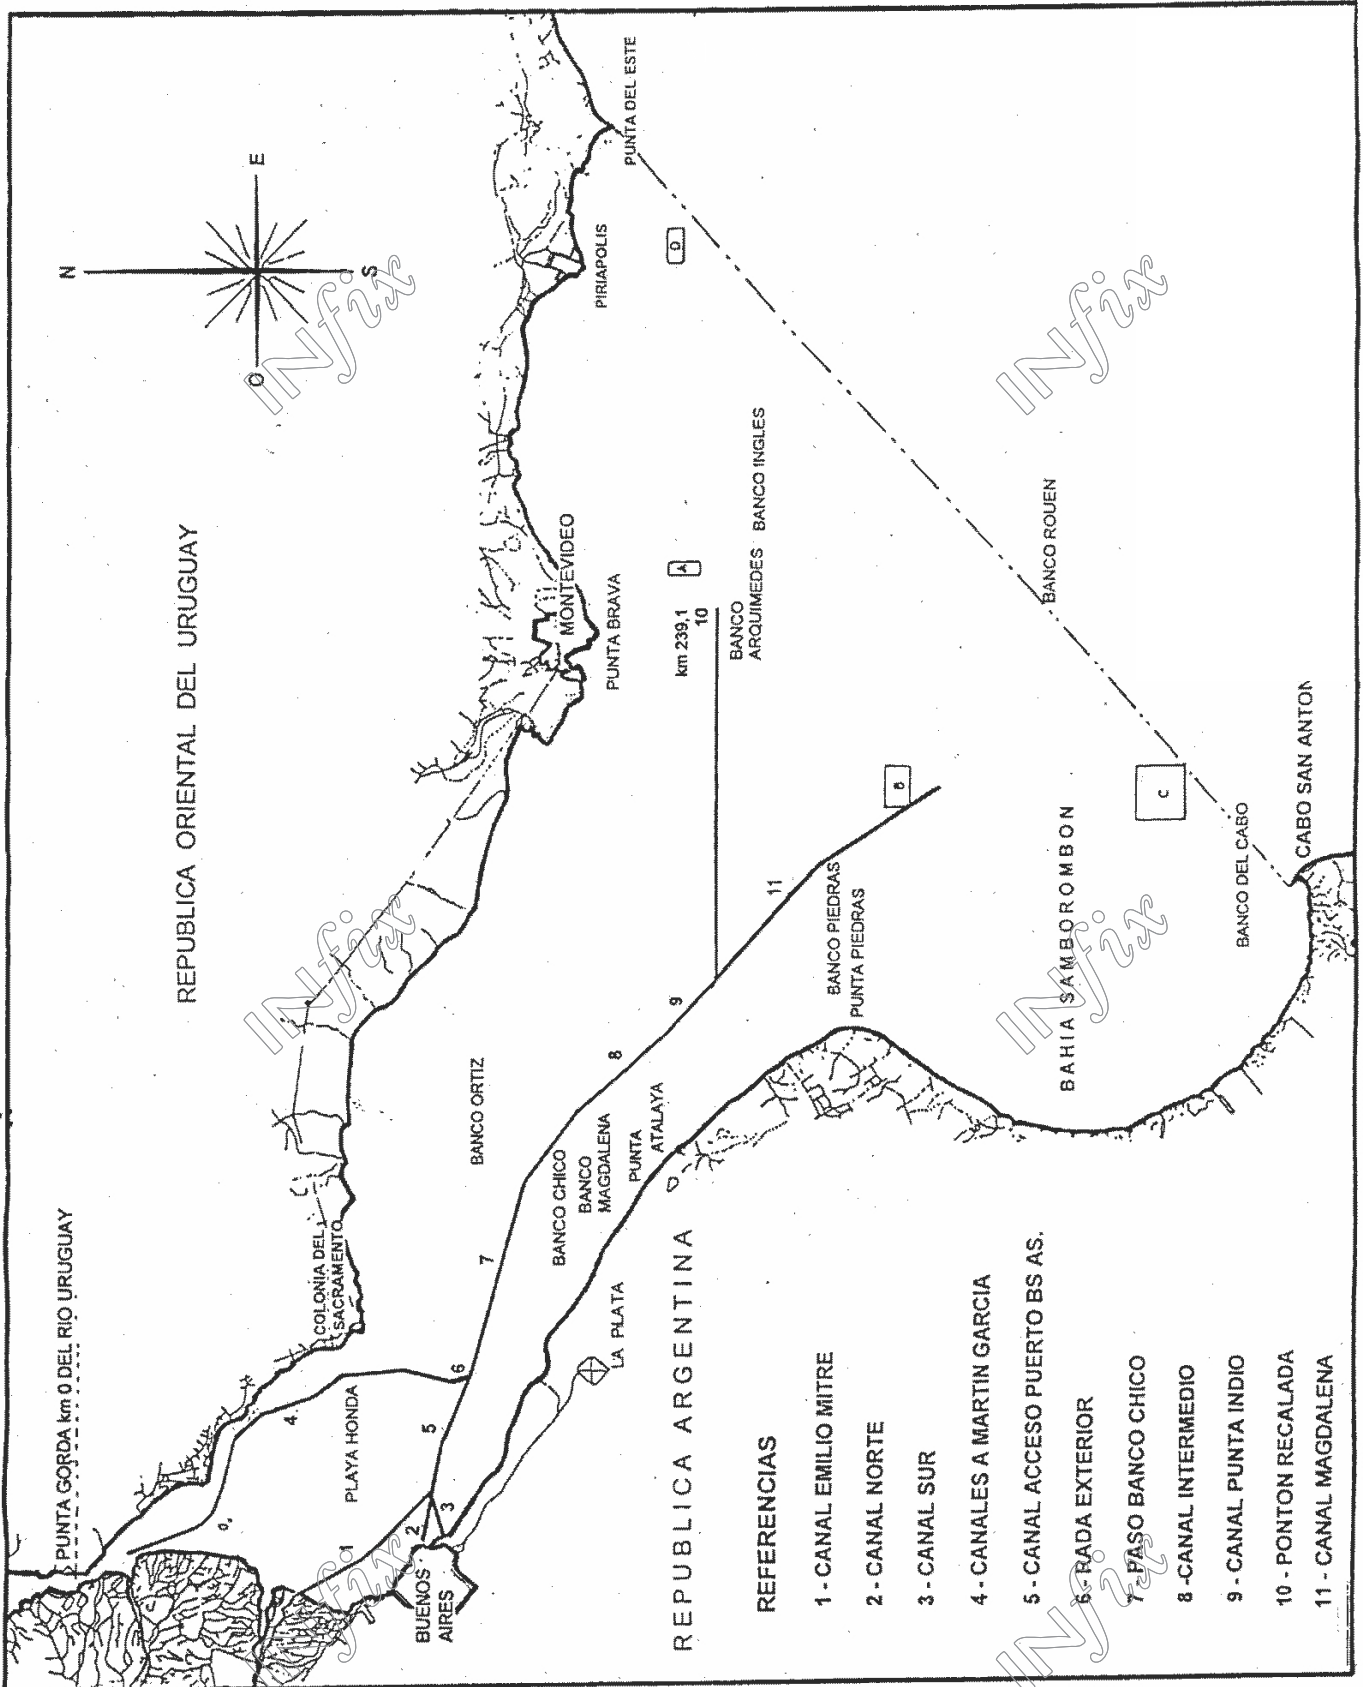 N
E
S
O
REPUBLICA ORIENTAL DEL URUGUAY
PUNTA GORDA km 0 DEL RIO URUGUAY
COLONIA DEL
SACRAMENTO
MONTEVIDEO
PUNTA BRAVA
PIRIAPOLIS
PUNTA DEL ESTE
D
A
km 239,1
10
BANCO
ARQUIMEDES
BANCO INGLES
BANCO ROUEN
B
C
11
BANCO PIEDRAS
PUNTA PIEDRAS
BAHIA SAMBOROMBON
BANCO DEL CABO
CABO SAN ANTON
9
8
BANCO ORTIZ
7
BANCO CHICO
BANCO
MAGDALENA
PUNTA
ATALAYA
6
4
PLAYA HONDA
5
3
2
1
BUENOS
AIRES
LA PLATA
REPUBLICA ARGENTINA
REFERENCIAS
1 - CANAL EMILIO MITRE
2 - CANAL NORTE
3 - CANAL SUR
4 - CANALES A MARTIN GARCIA
5 - CANAL ACCESO PUERTO BS AS.
6 - RADA EXTERIOR
7 - PASO BANCO CHICO
8 -CANAL INTERMEDIO
9 - CANAL PUNTA INDIO
10 - PONTON RECALADA
11 - CANAL MAGDALENA
INfix
INfix
INfix
INfix
INfix
INfix